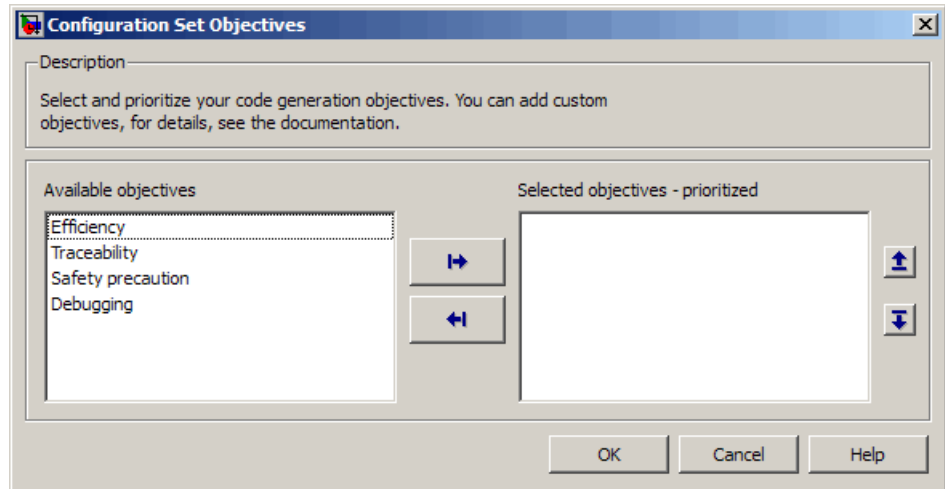 Configuration Set Objectives
Description
Select and prioritize your code generation objectives. You can add custom
objectives, for details, see the documentation.
Available objectives
Selected objectives - prioritized
Efficiency
Traceability
Safety precaution
Debugging
OK
Cancel
Help